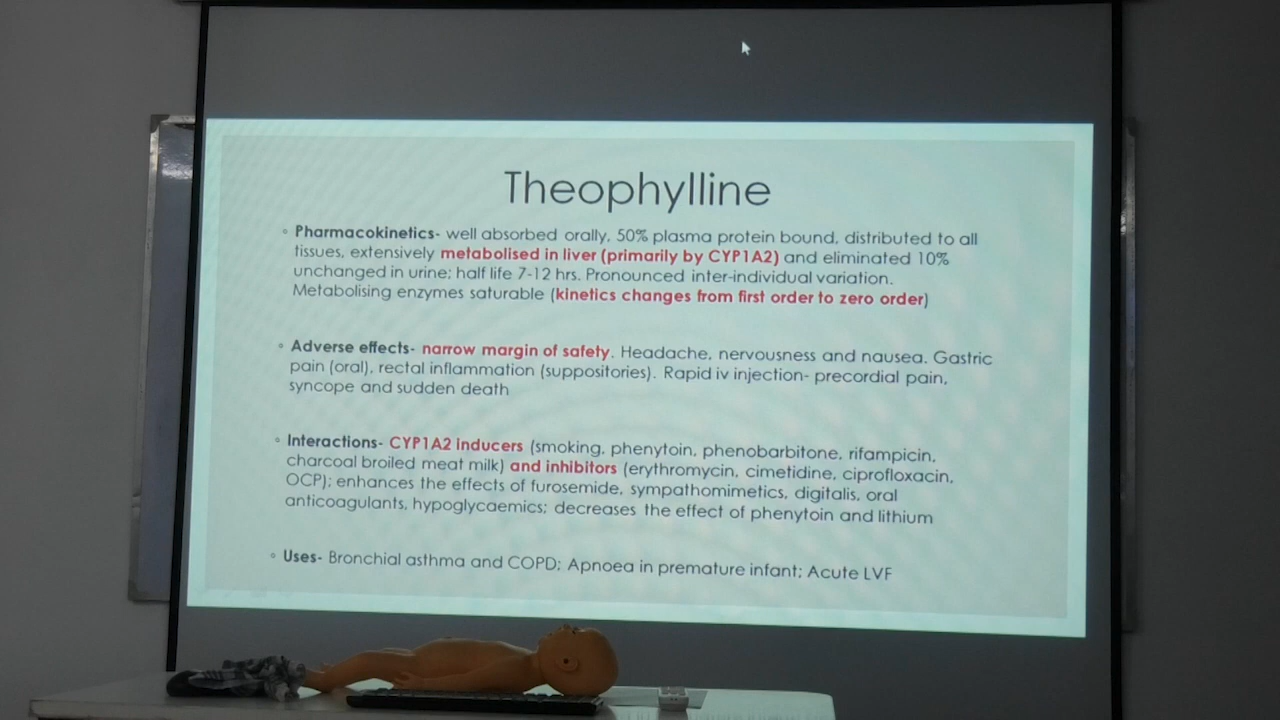 Theophylline
◦ Pharmacokinetics- well absorbed orally, 50% plasma protein bound, distributed to all
tissues, extensively metabolised in liver (primarily by CYP1A2) and eliminated 10%
unchanged in urine; half life 7-12 hrs. Pronounced inter-individual variation.
Metabolising enzymes saturable (kinetics changes from first order to zero order)
◦ Adverse effects- narrow margin of safety. Headache, nervousness and nausea. Gastric
pain (oral), rectal inflammation (suppositories). Rapid iv injection- precordial pain,
syncope and sudden death
◦ Interactions- CYP1A2 inducers (smoking, phenytoin, phenobarbitone, rifampicin,
charcoal broiled meat milk) and inhibitors (erythromycin, cimetidine, ciprofloxacin,
OCP); enhances the effects of furosemide, sympathomimetics, digitalis, oral
anticoagulants, hypoglycaemics; decreases the effect of phenytoin and lithium
◦ Uses- Bronchial asthma and COPD; Apnoea in premature infant; Acute LVF